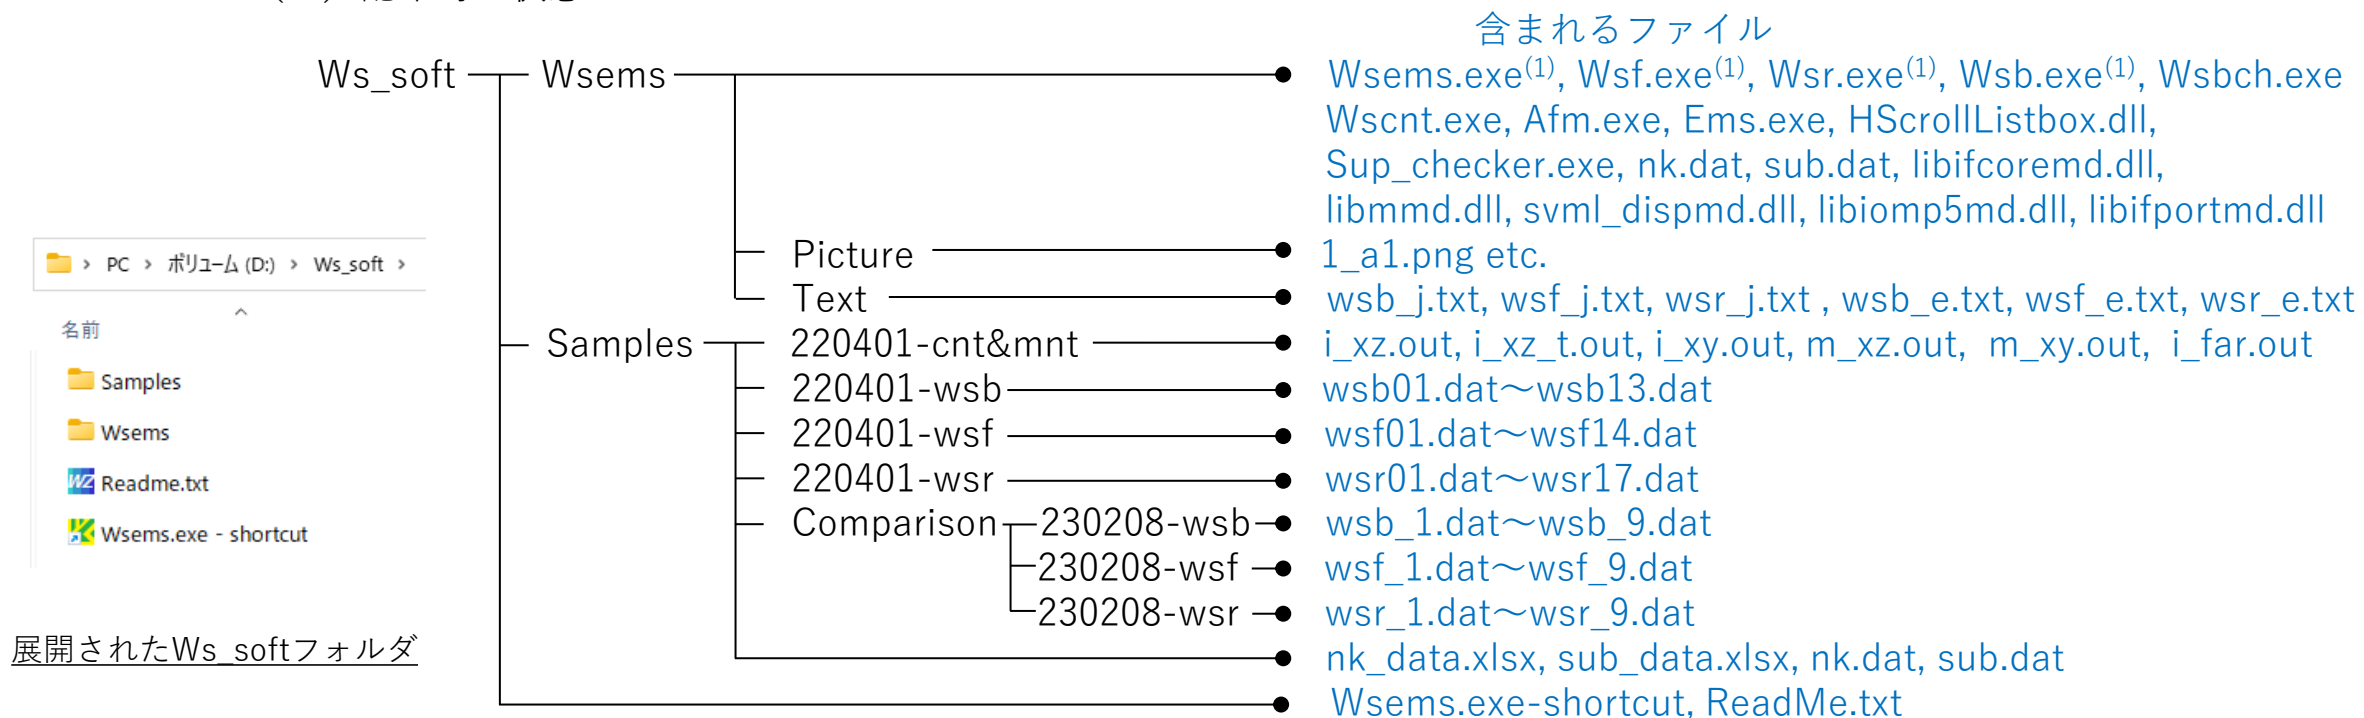 含まれるファイル
Ws_soft Wsems Wsems.exe(1), Wsf.exe(1), Wsr.exe(1), Wsb.exe(1), Wsbch.exe
Wscnt.exe, Afm.exe, Ems.exe, HScrollListbox.dll,
Sup_checker.exe, nk.dat, sub.dat, libifcoremd.dll,
libmmd.dll, svml_dispmd.dll, libiomp5md.dll, libifportmd.dll
Picture 1_a1.png etc.
Text wsb_j.txt, wsf_j.txt, wsr_j.txt , wsb_e.txt, wsf_e.txt, wsr_e.txt
Samples 220401-cnt&mnt i_xz.out, i_xz_t.out, i_xy.out, m_xz.out, m_xy.out, i_far.out
220401-wsb wsb01.dat～wsb13.dat
220401-wsf wsf01.dat～wsf14.dat
220401-wsr wsr01.dat～wsr17.dat
Comparison 230208-wsb wsb_1.dat～wsb_9.dat
230208-wsf wsf_1.dat～wsf_9.dat
230208-wsr wsr_1.dat～wsr_9.dat
nk_data.xlsx, sub_data.xlsx, nk.dat, sub.dat
Wsems.exe-shortcut, ReadMe.txt
PC › ボリューム (D:) › Ws_soft ›
名前
Samples
Wsems
WZ Readme.txt
Wsems.exe - shortcut
展開されたWs_softフォルダ